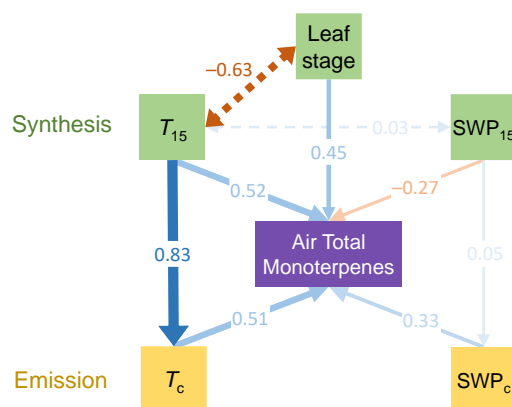 Leaf
stage
−0.63
Synthesis
T15
0.03
SWP15
0.45
0.52
−0.27
Air Total
Monoterpenes
0.83
0.05
0.51
0.33
Emission
Tc
SWPc